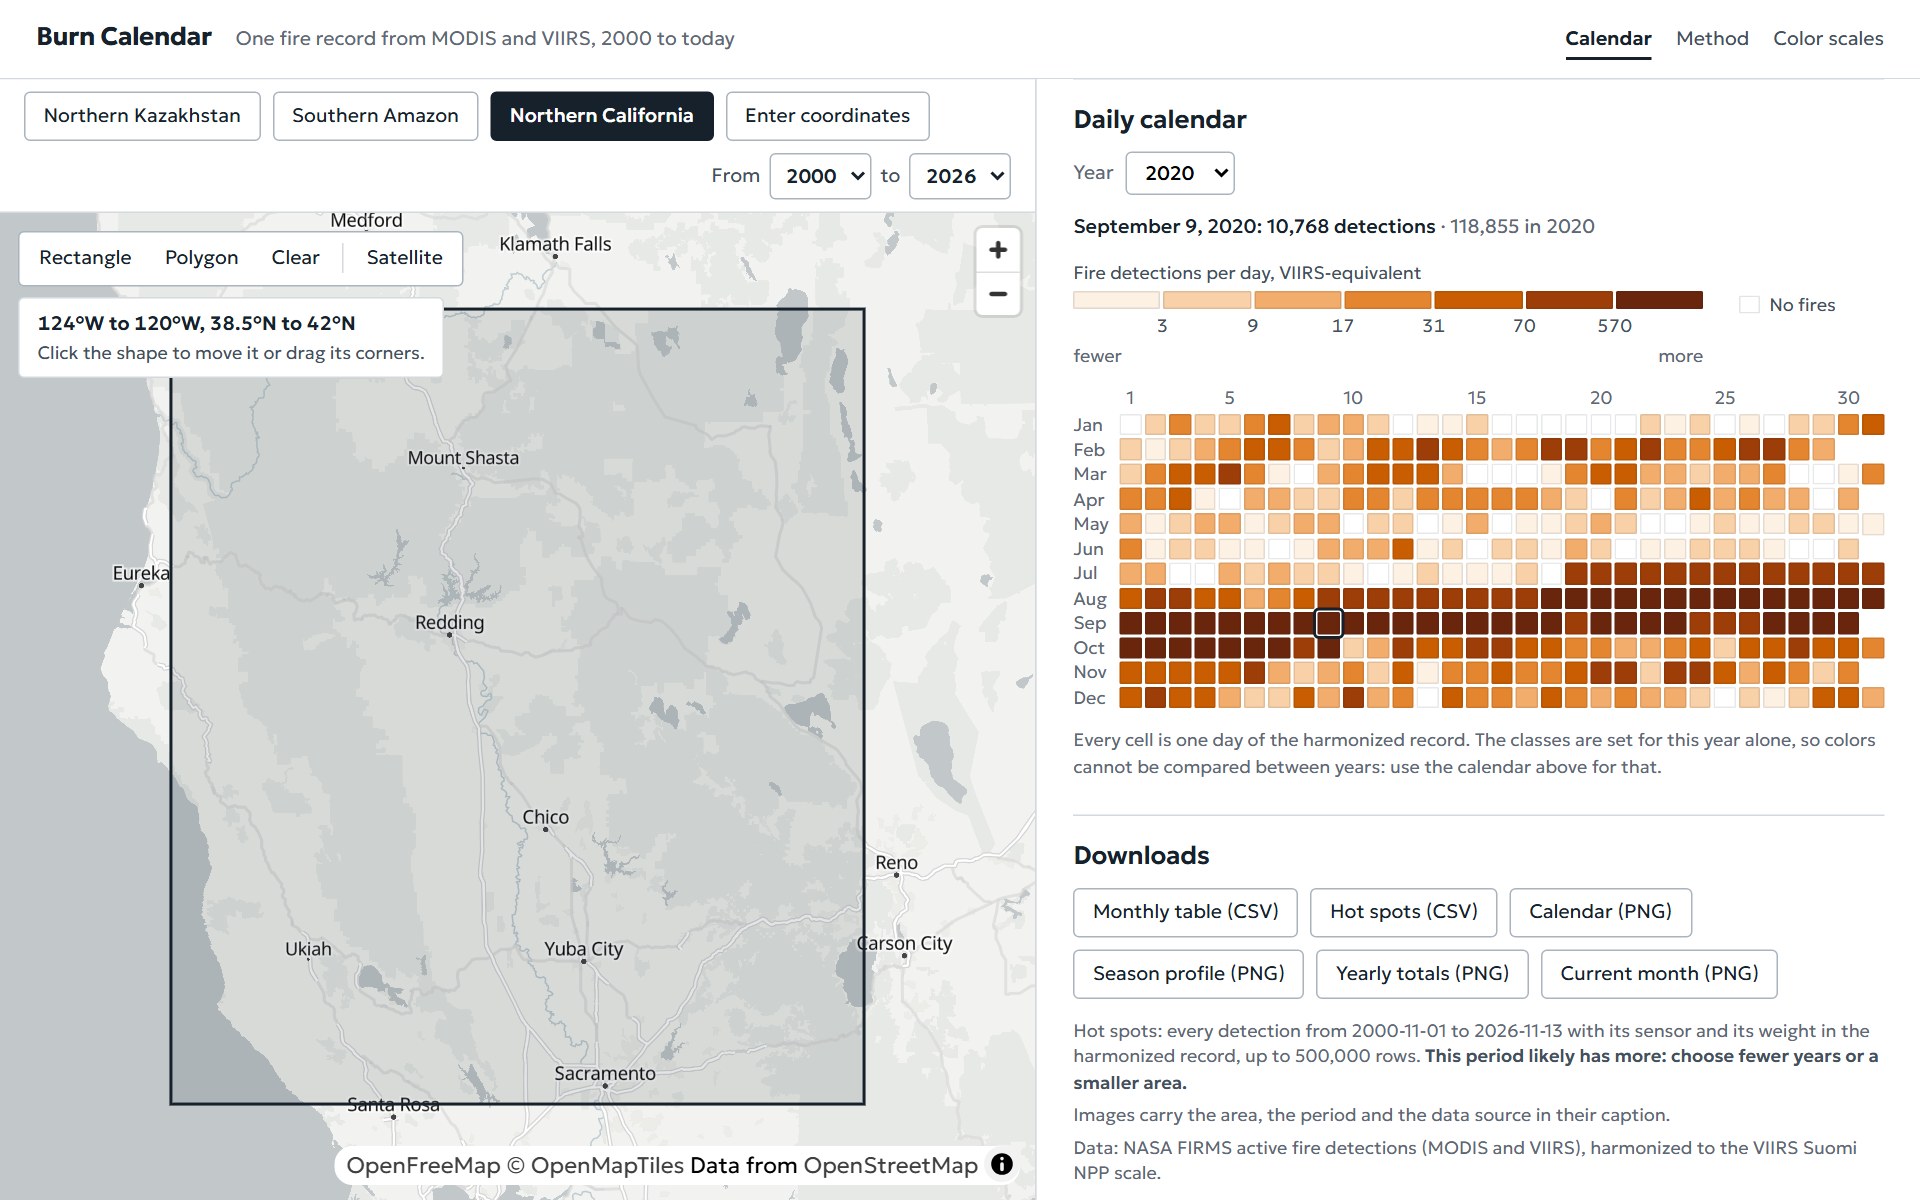 Burn Calendar
One fire record from MODIS and VIIRS, 2000 to today
Calendar
Method
Color scales
Northern Kazakhstan
Southern Amazon
Northern California
Enter coordinates
From
2000
to
2026
Medford
Klamath Falls
Rectangle
Polygon
Clear
Satellite
+
−
124°W to 120°W, 38.5°N to 42°N
Click the shape to move it or drag its corners.
Mount Shasta
Eureka
Redding
Chico
Reno
Ukiah
Yuba City
Carson City
Sacramento
Santa Rosa
OpenFreeMap © OpenMapTiles Data from OpenStreetMap
Daily calendar
Year
2020
September 9, 2020: 10,768 detections · 118,855 in 2020
Fire detections per day, VIIRS-equivalent
3 9 17 31 70 570
No fires
fewer
more
1 5 10 15 20 25 30
Jan
Feb
Mar
Apr
May
Jun
Jul
Aug
Sep
Oct
Nov
Dec
Every cell is one day of the harmonized record. The classes are set for this year alone, so colors
cannot be compared between years: use the calendar above for that.
Downloads
Monthly table (CSV)
Hot spots (CSV)
Calendar (PNG)
Season profile (PNG)
Yearly totals (PNG)
Current month (PNG)
Hot spots: every detection from 2000-11-01 to 2026-11-13 with its sensor and its weight in the
harmonized record, up to 500,000 rows. This period likely has more: choose fewer years or a
smaller area.
Images carry the area, the period and the data source in their caption.
Data: NASA FIRMS active fire detections (MODIS and VIIRS), harmonized to the VIIRS Suomi
NPP scale.